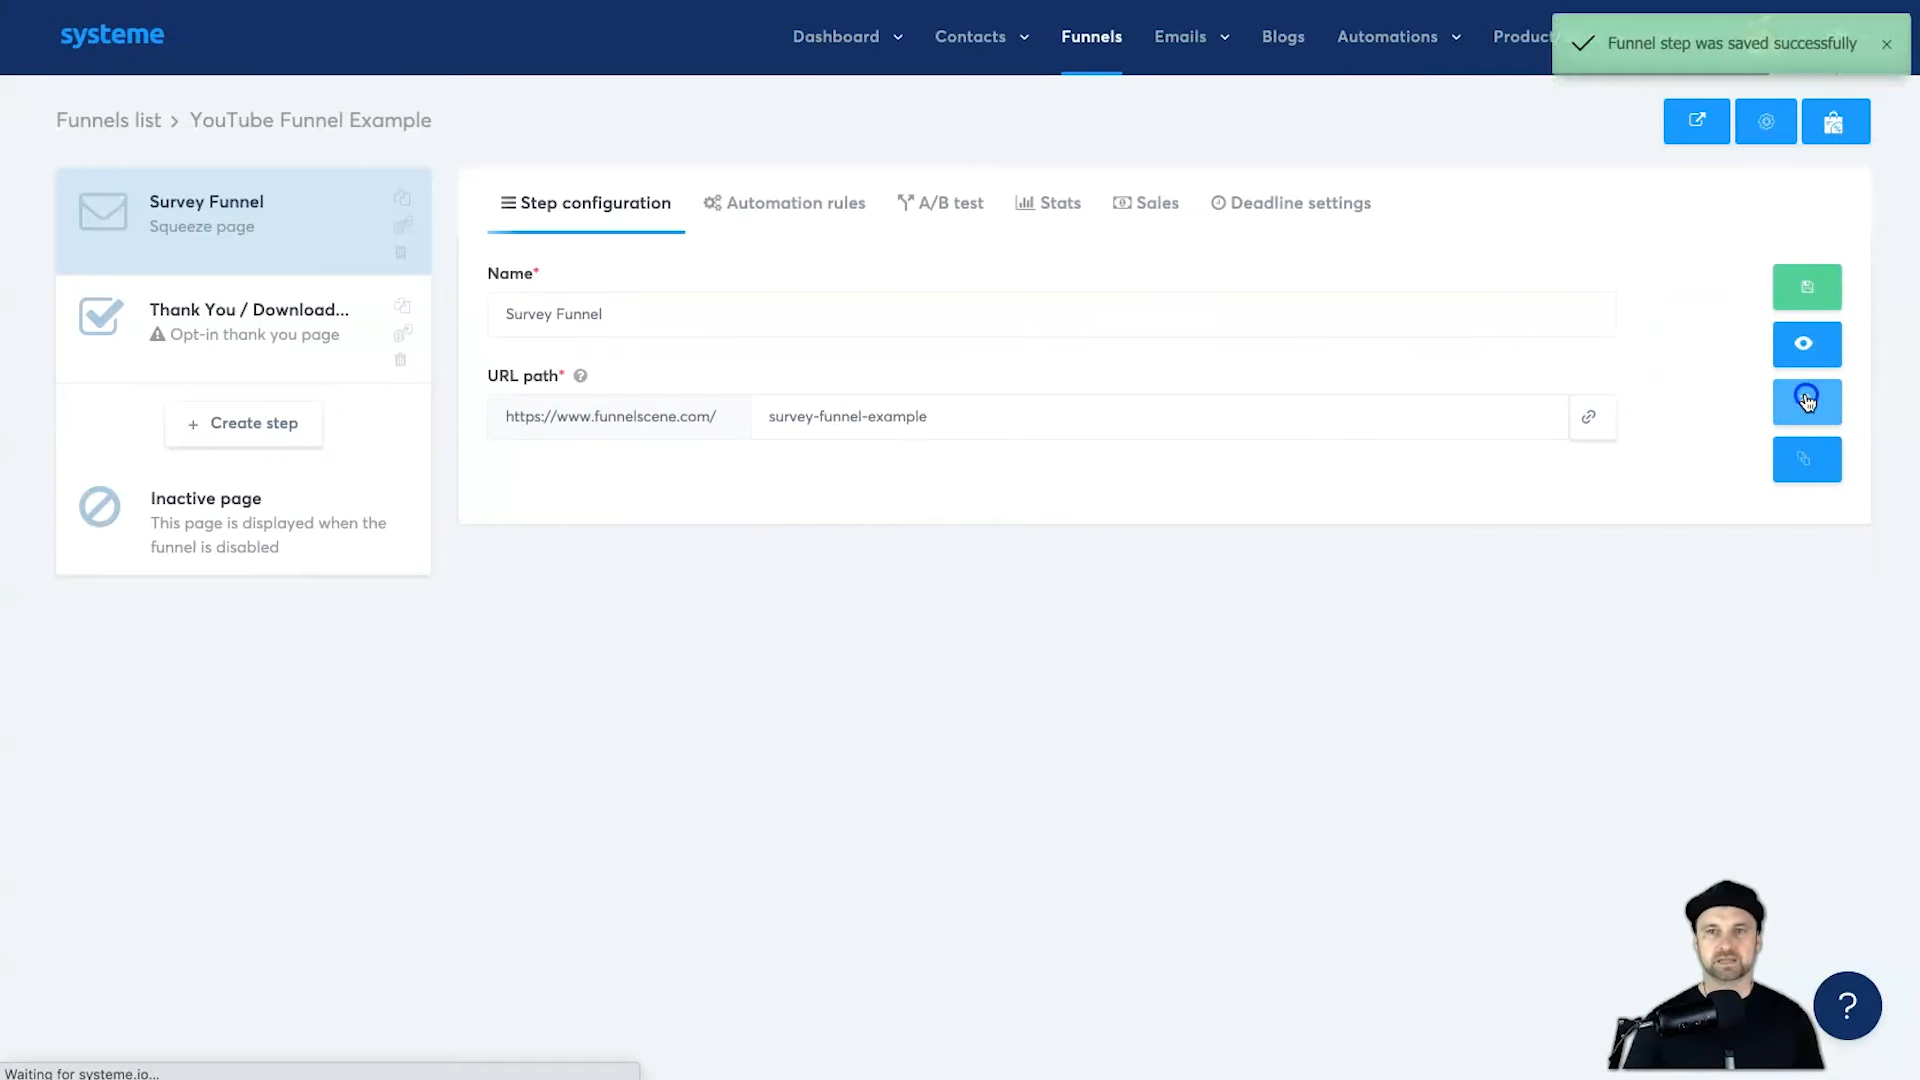 systeme
Dashboard
Contacts
Funnels
Emails
Blogs
Automations
Product
Funnel step was saved successfully
Funnels list > YouTube Funnel Example
Survey Funnel
Squeeze page
Thank You / Download...
Opt-in thank you page
+ Create step
Inactive page
This page is displayed when the
funnel is disabled
Step configuration
Automation rules
A/B test
Stats
Sales
Deadline settings
Name*
Survey Funnel
URL path* ?
https://www.funnelscene.com/
survey-funnel-example
?
Waiting for systeme.io...